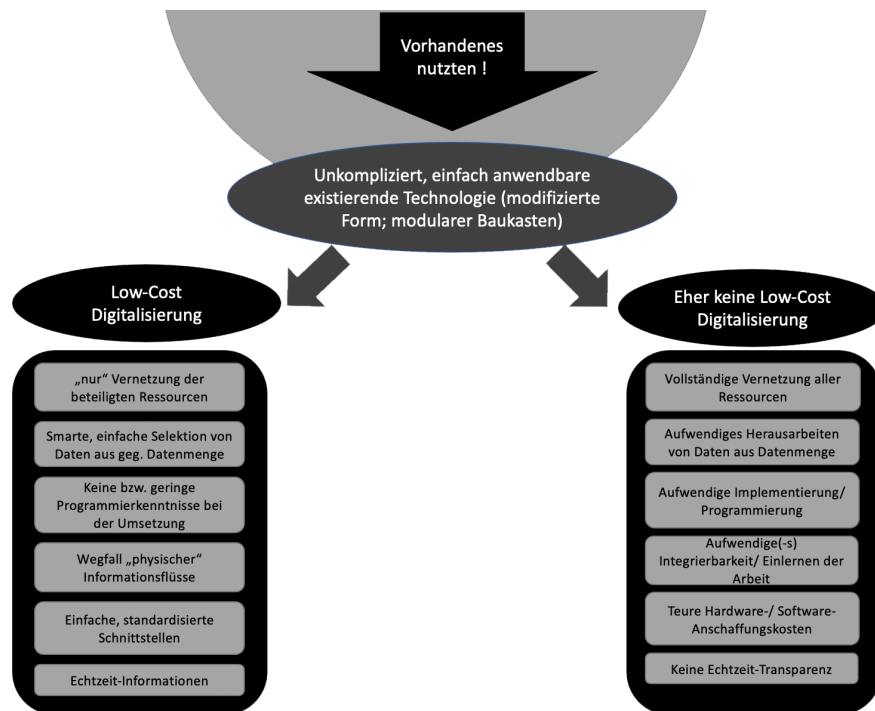 Vorhandenes
nutzten !
Unkompliziert, einfach anwendbare
existierende Technologie (modifizierte
Form; modularer Baukasten)
Low-Cost
Digitalisierung
„nur“ Vernetzung der
beteiligten Ressourcen
Smarte, einfache Selektion von
Daten aus geg. Datenmenge
Keine bzw. geringe
Programmierkenntnisse bei
der Umsetzung
Wegfall „physischer“
Informationsflüsse
Einfache, standardisierte
Schnittstellen
Echtzeit-Informationen
Eher keine Low-Cost
Digitalisierung
Vollständige Vernetzung aller
Ressourcen
Aufwendiges Herausarbeiten
von Daten aus Datenmenge
Aufwendige Implementierung/
Programmierung
Aufwendige(-s)
Integrierbarkeit/ Einlernen der
Arbeit
Teure Hardware-/ Software-
Anschaffungskosten
Keine Echtzeit-Transparenz